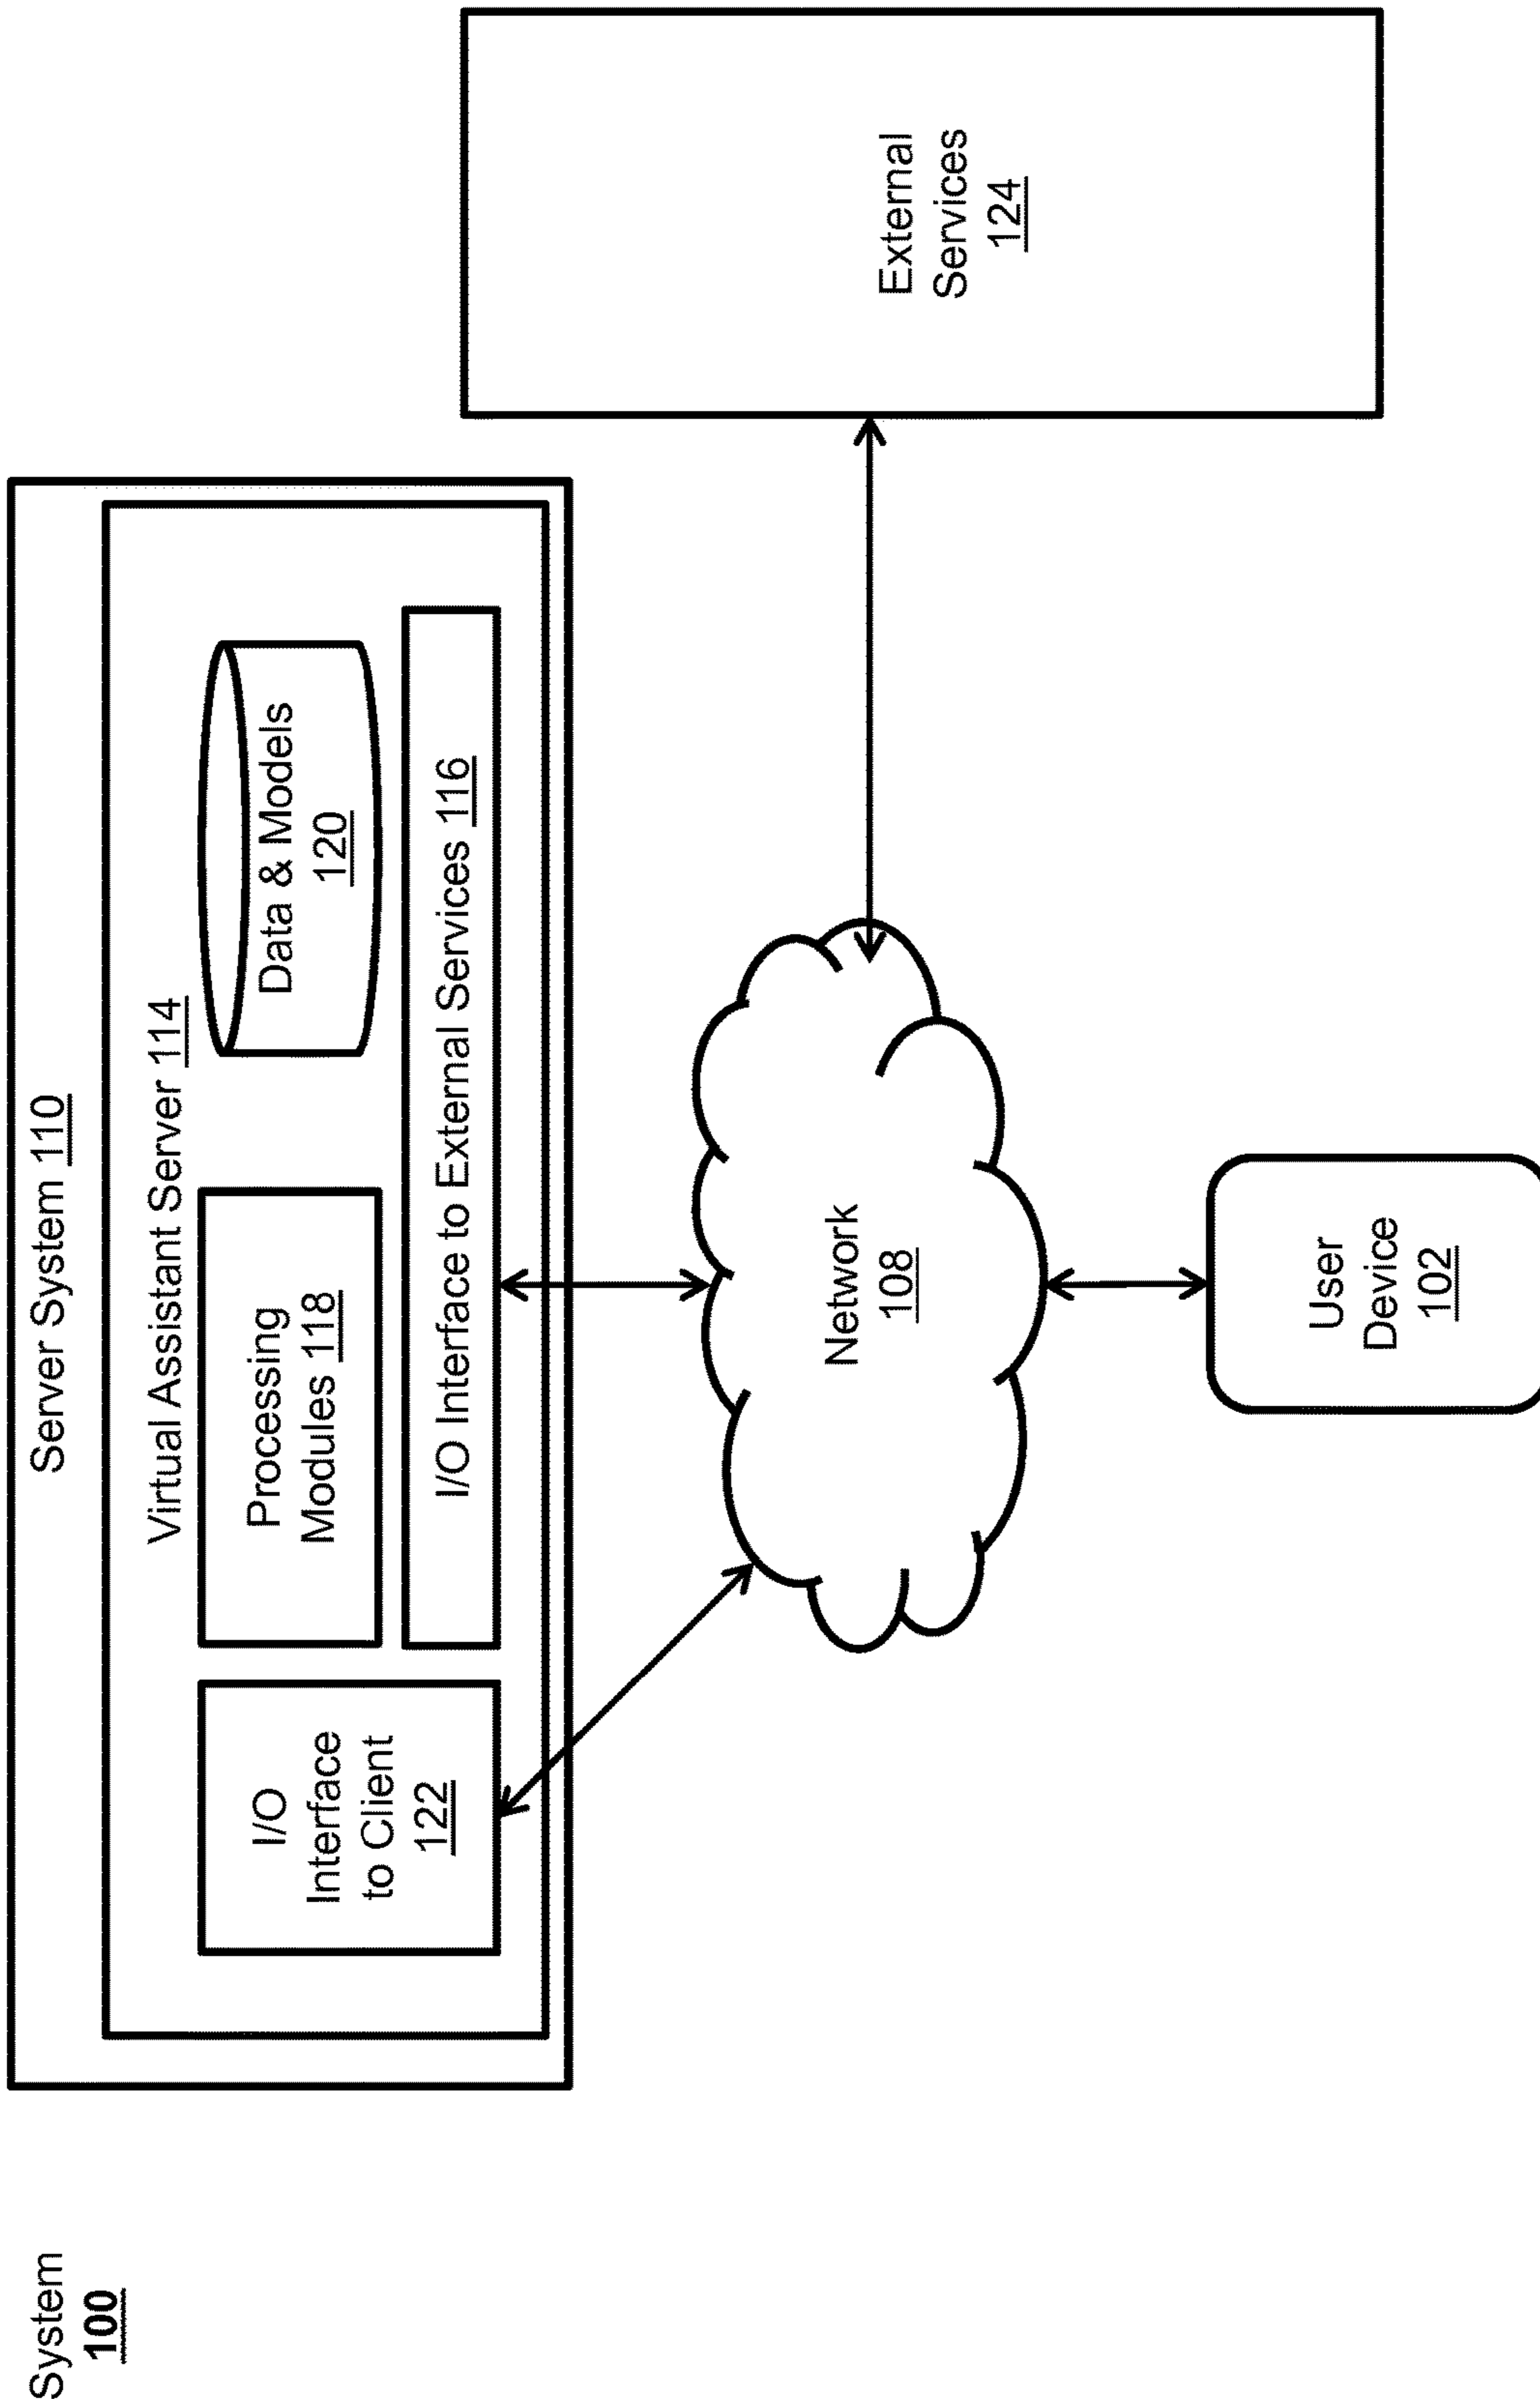 System
100
Server System 110
Virtual Assistant Server 114
I/O
Interface
to Client
122
Processing
Modules 118
Data & Models
120
I/O Interface to External Services 116
Network
108
External
Services
124
User
Device
102